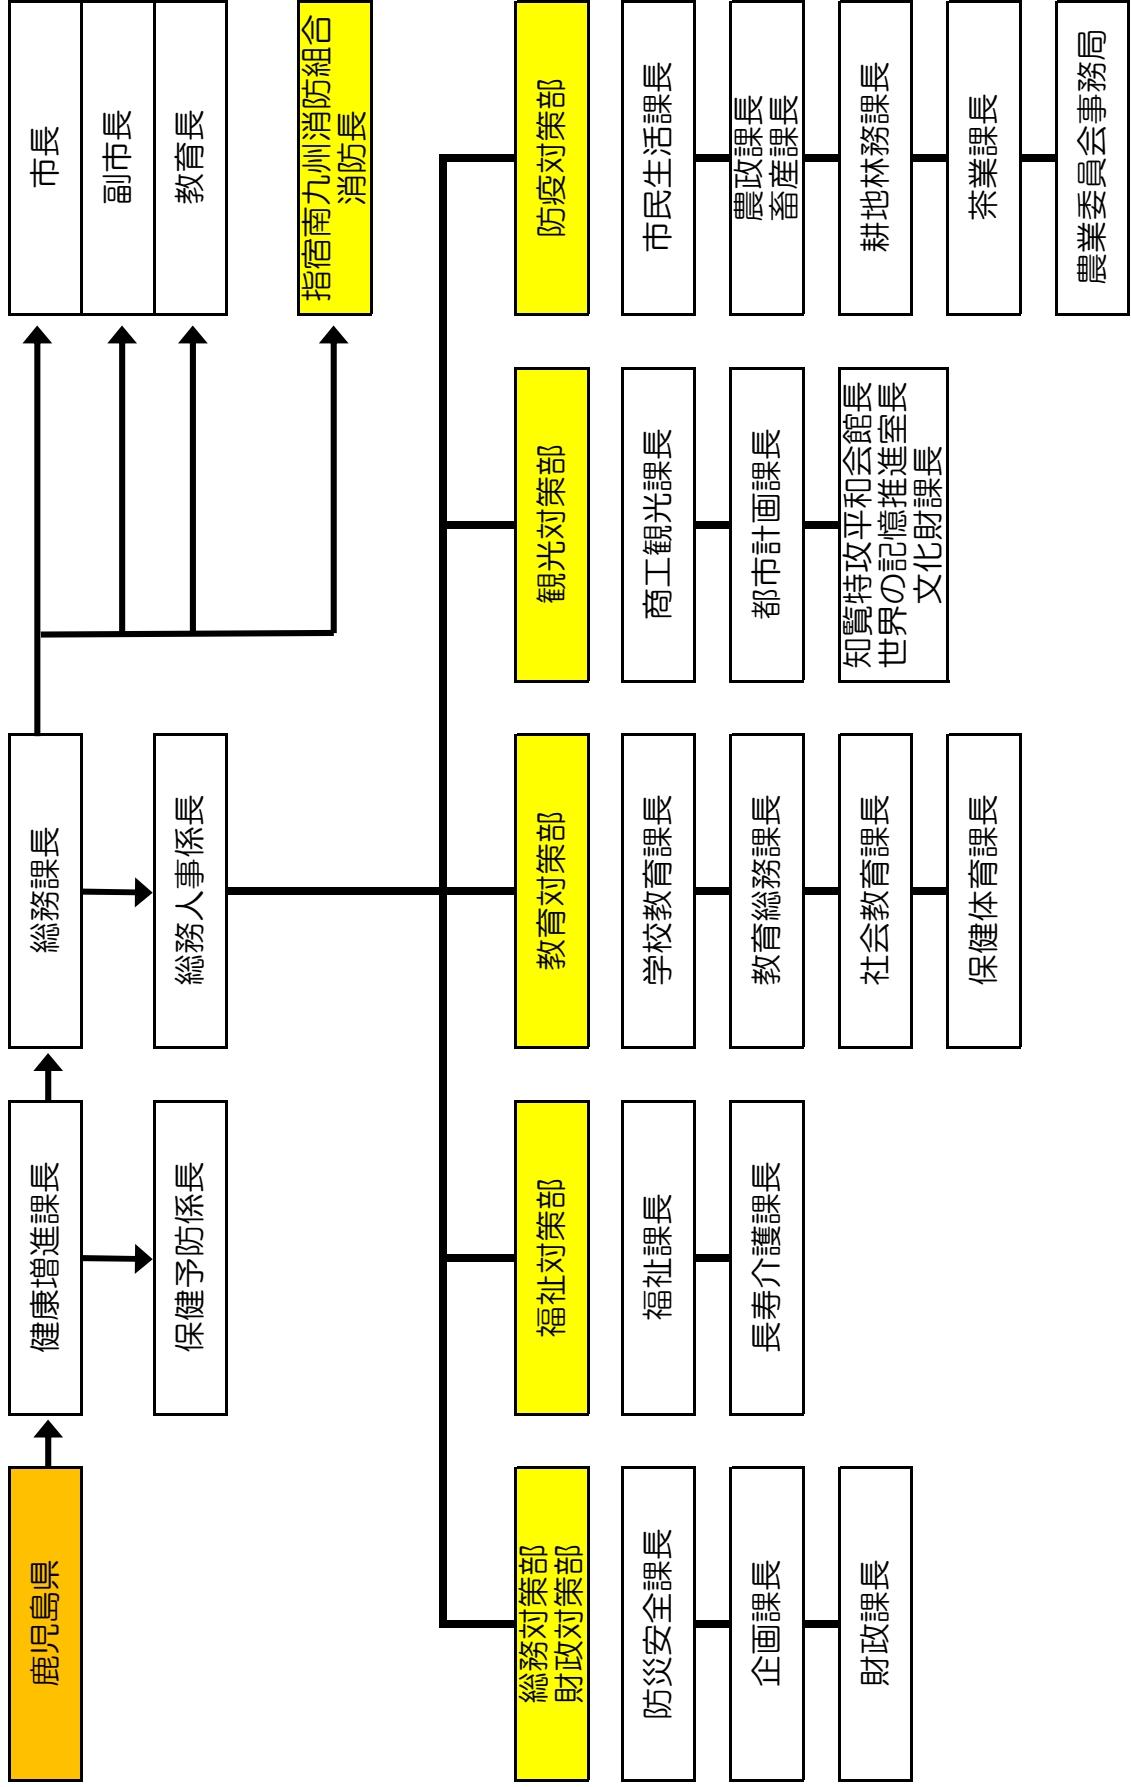 鹿児島県
健康増進課長
総務課長
市長
副市長
教育長
保健予防係長
総務人事係長
指宿南九州消防組合
消防長
総務対策部
財政対策部
福祉対策部
教育対策部
観光対策部
防疫対策部
防災安全課長
福祉課長
学校教育課長
商工観光課長
市民生活課長
企画課長
長寿介護課長
教育総務課長
都市計画課長
農政課長
畜産課長
財政課長
社会教育課長
知覧特攻平和会館長
世界の記憶推進室長
文化財課長
耕地林務課長
保健体育課長
茶業課長
農業委員会事務局